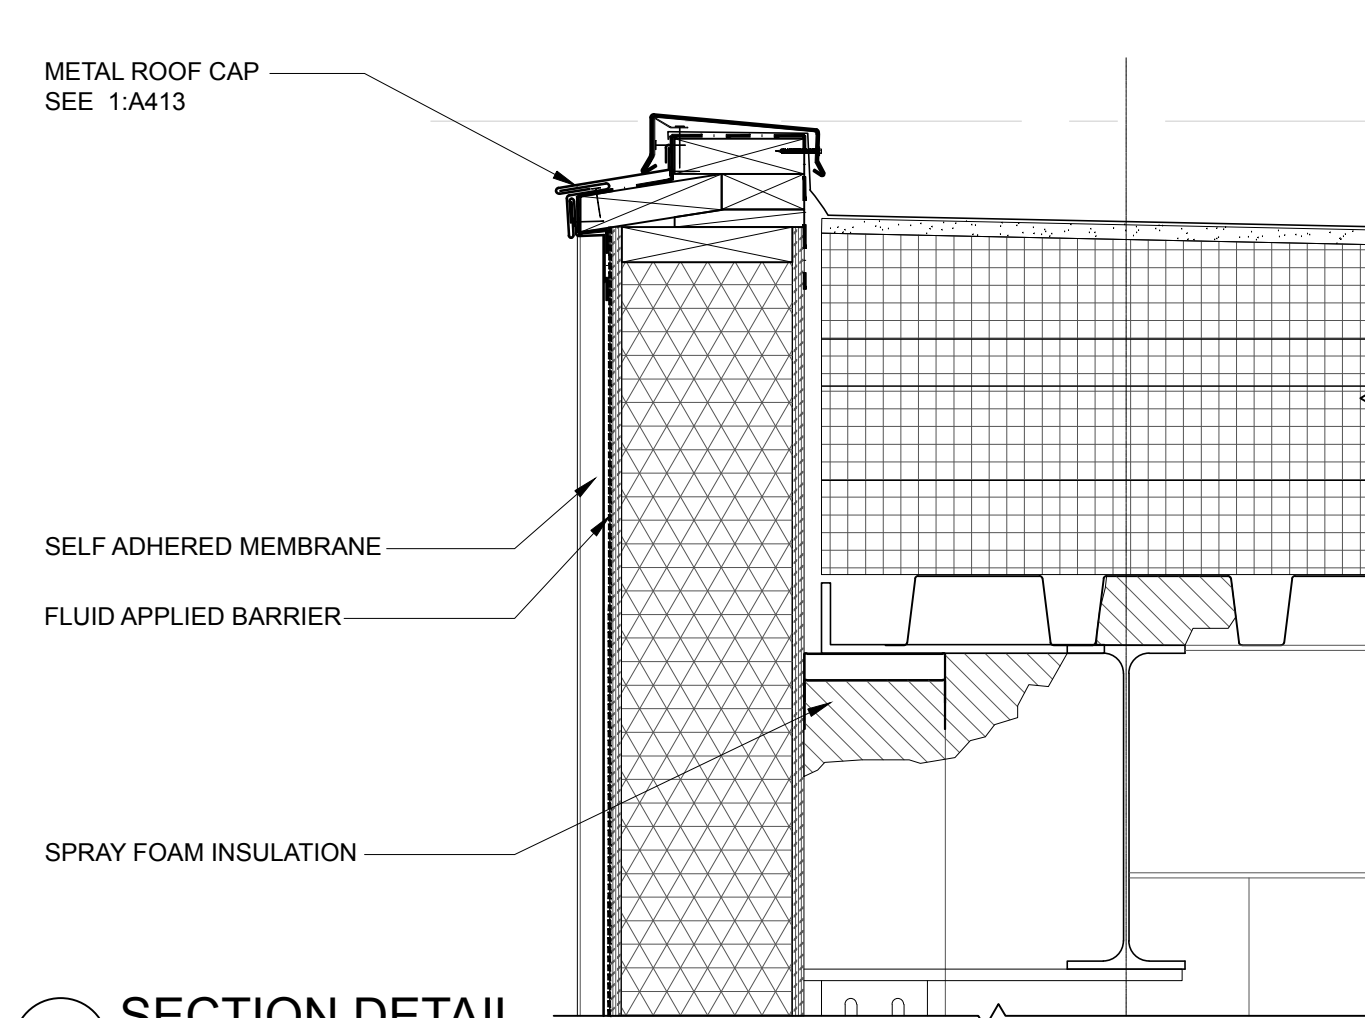 METAL ROOF CAP
SEE 1:A413
SELF ADHERED MEMBRANE
FLUID APPLIED BARRIER
SPRAY FOAM INSULATION
SECTION DETAIL